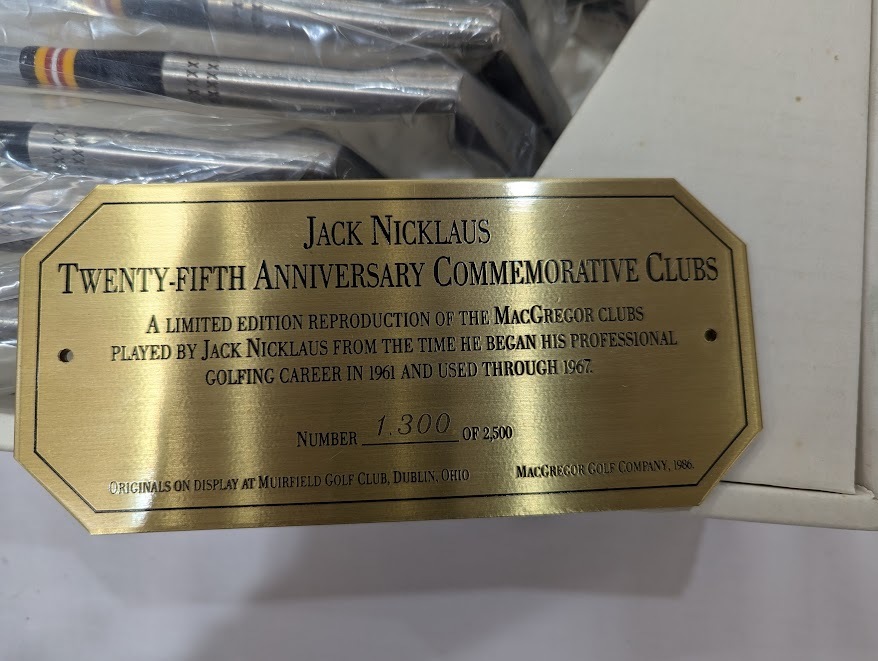 JACK NICKLAUS
TWENTY-FIFTH ANNIVERSARY COMMEMORATIVE CLUBS
A LIMITED EDITION REPRODUCTION OF THE MACGREGOR CLUBS
PLAYED BY JACK NICKLAUS FROM THE TIME HE BEGAN HIS PROFESSIONAL
GOLFING CAREER IN 1961 AND USED THROUGH 1967.
NUMBER 1,300 OF 2,500
ORIGINALS ON DISPLAY AT MUIRFIELD GOLF CLUB, DUBLIN, OHIO
MACGREGOR GOLF COMPANY, 1986.